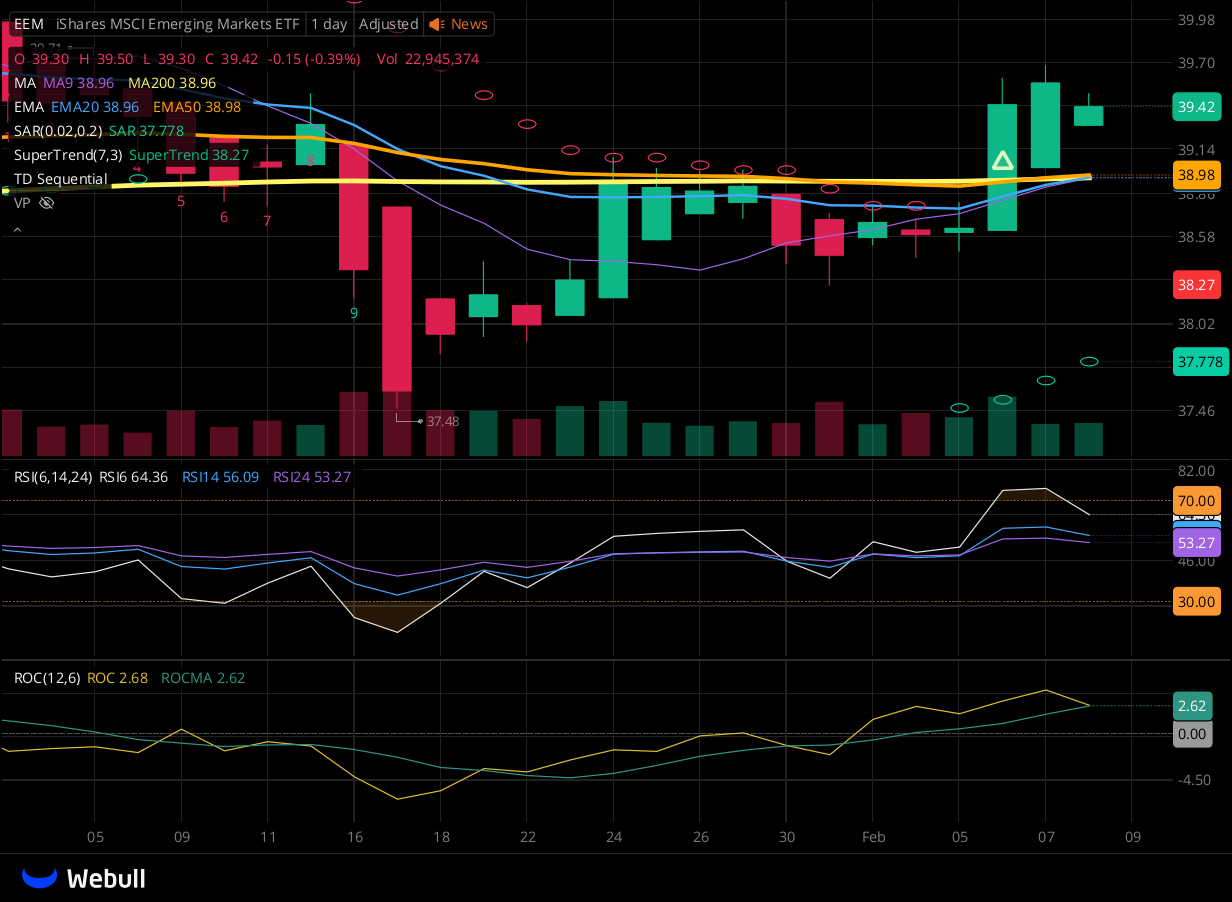 EEM iShares MSCI Emerging Markets ETF 1 day Adjusted News
39.71
O 39.30 H 39.50 L 39.30 C 39.42 -0.15 (-0.39%) Vol 22,945,374
MA MA9 38.96 MA200 38.96
EMA EMA20 38.96 EMA50 38.98
SAR(0.02,0.2) SAR 37.778
SuperTrend(7,3) SuperTrend 38.27
TD Sequential
VP
4
5
6
7
8
9
37.48
39.98
39.70
39.42
39.14
38.98
38.86
38.58
38.27
38.02
37.778
37.46
RSI(6,14,24) RSI6 64.36 RSI14 56.09 RSI24 53.27
82.00
70.00
53.27
46.00
30.00
ROC(12,6) ROC 2.68 ROCMA 2.62
2.62
0.00
-4.50
05 09 11 16 18 22 24 26 30 Feb 05 07 09
Webull